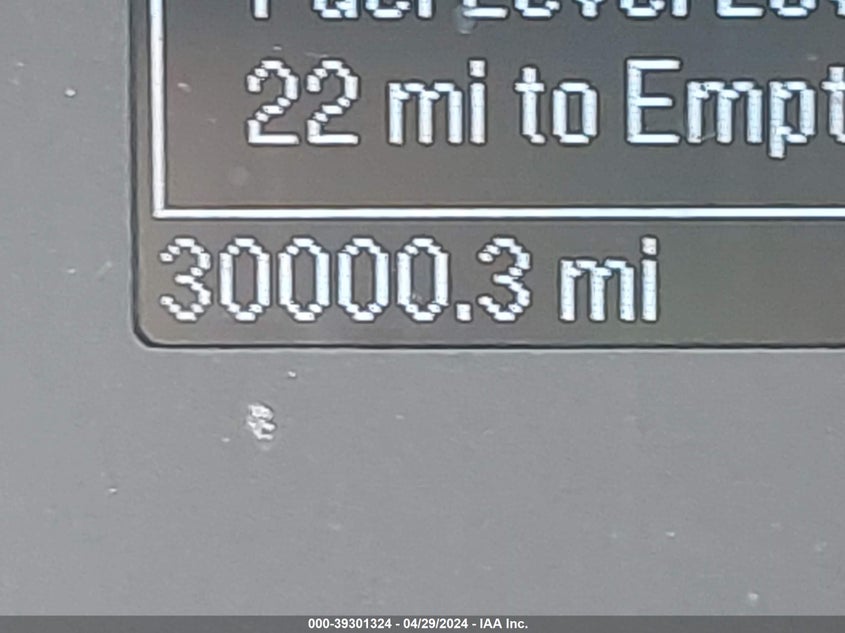 22 mi to Empt
30000.3 mi
000-39301324 - 04/29/2024 - IAA Inc.